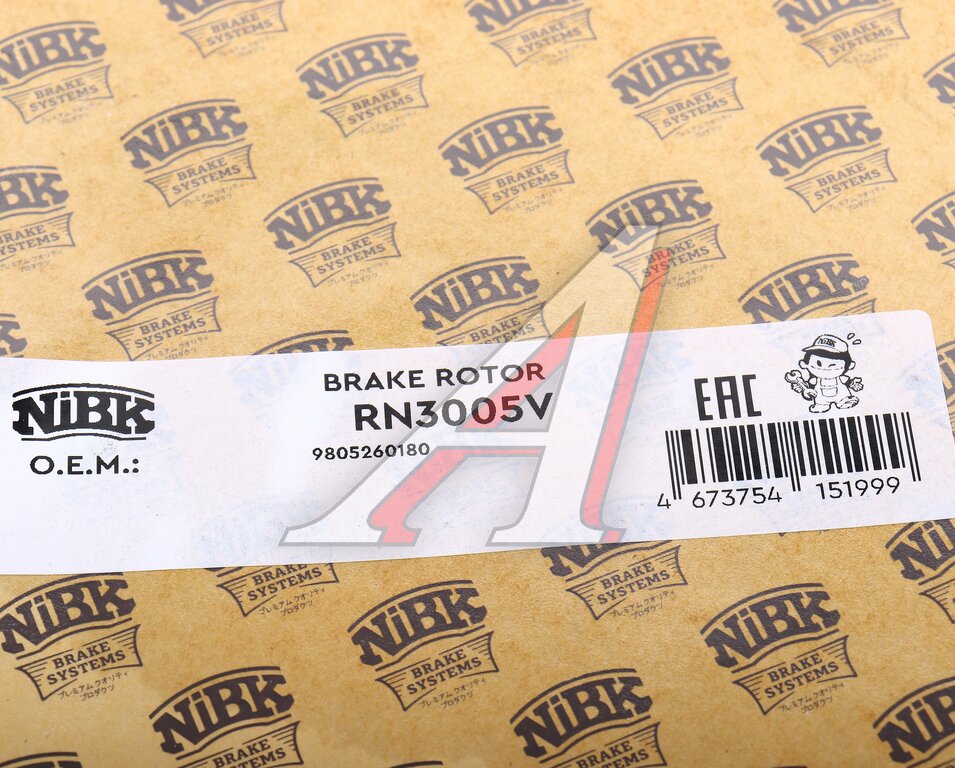 NiBK
BRAKE SYSTEMS
プレミアム クオリティ
プロダクツ
NiBK
O.E.M.:
BRAKE ROTOR
RN3005V
9805260180
EAC
NiBK
4 673754 151999